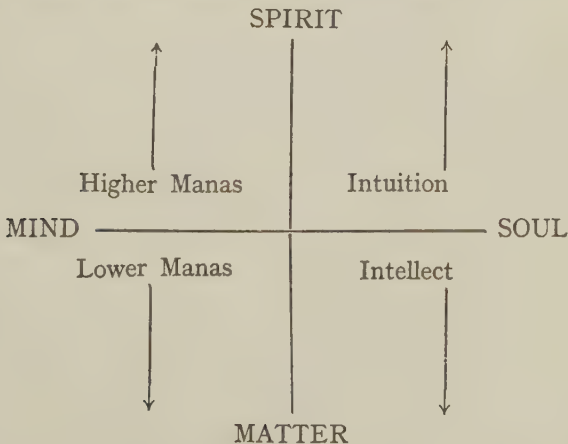 SPIRIT
Higher Manas Intuition
MIND SOUL
Lower Manas Intellect
MATTER